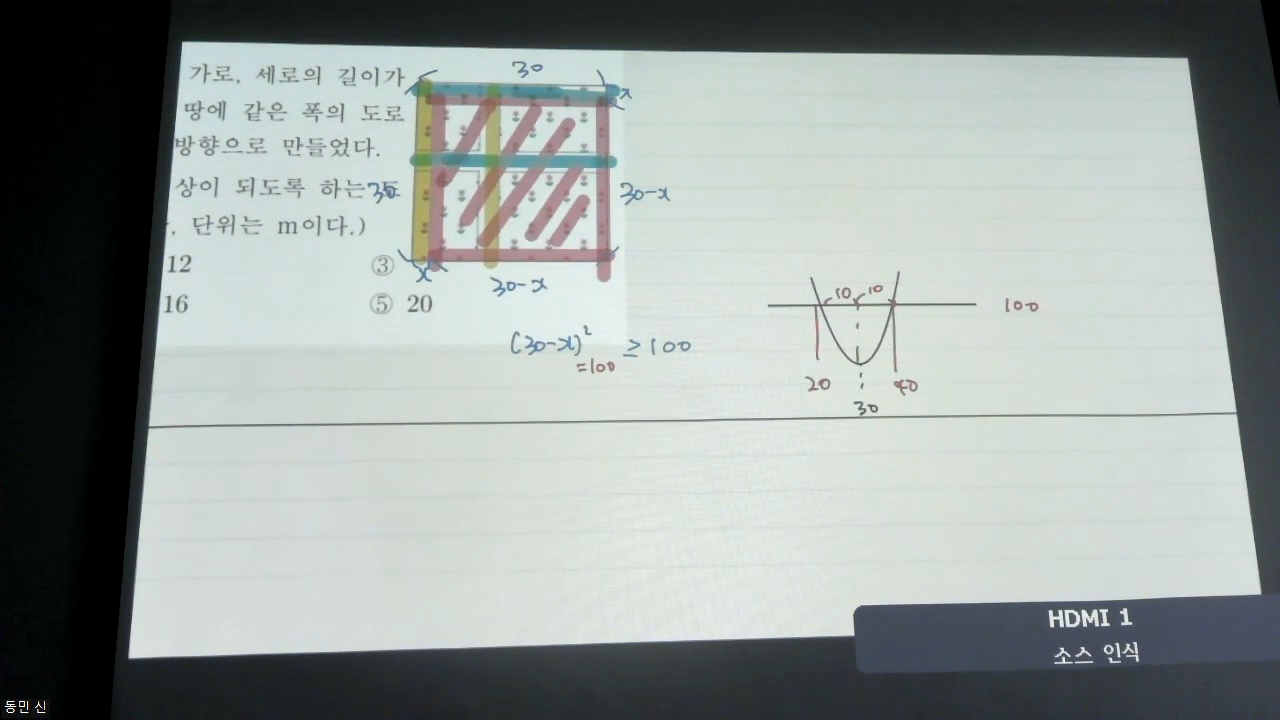 가로, 세로의 길이가
땅에 같은 폭의 도로
방향으로 만들었다.
상이 되도록 하는
단위는 m이다.)
12
③
16
⑤ 20
30
x
30
30-x
x
30-x
(30-x)² ≥ 100
=100
10 10
100
20
40
30
HDMI 1
소스 인식
동민 신